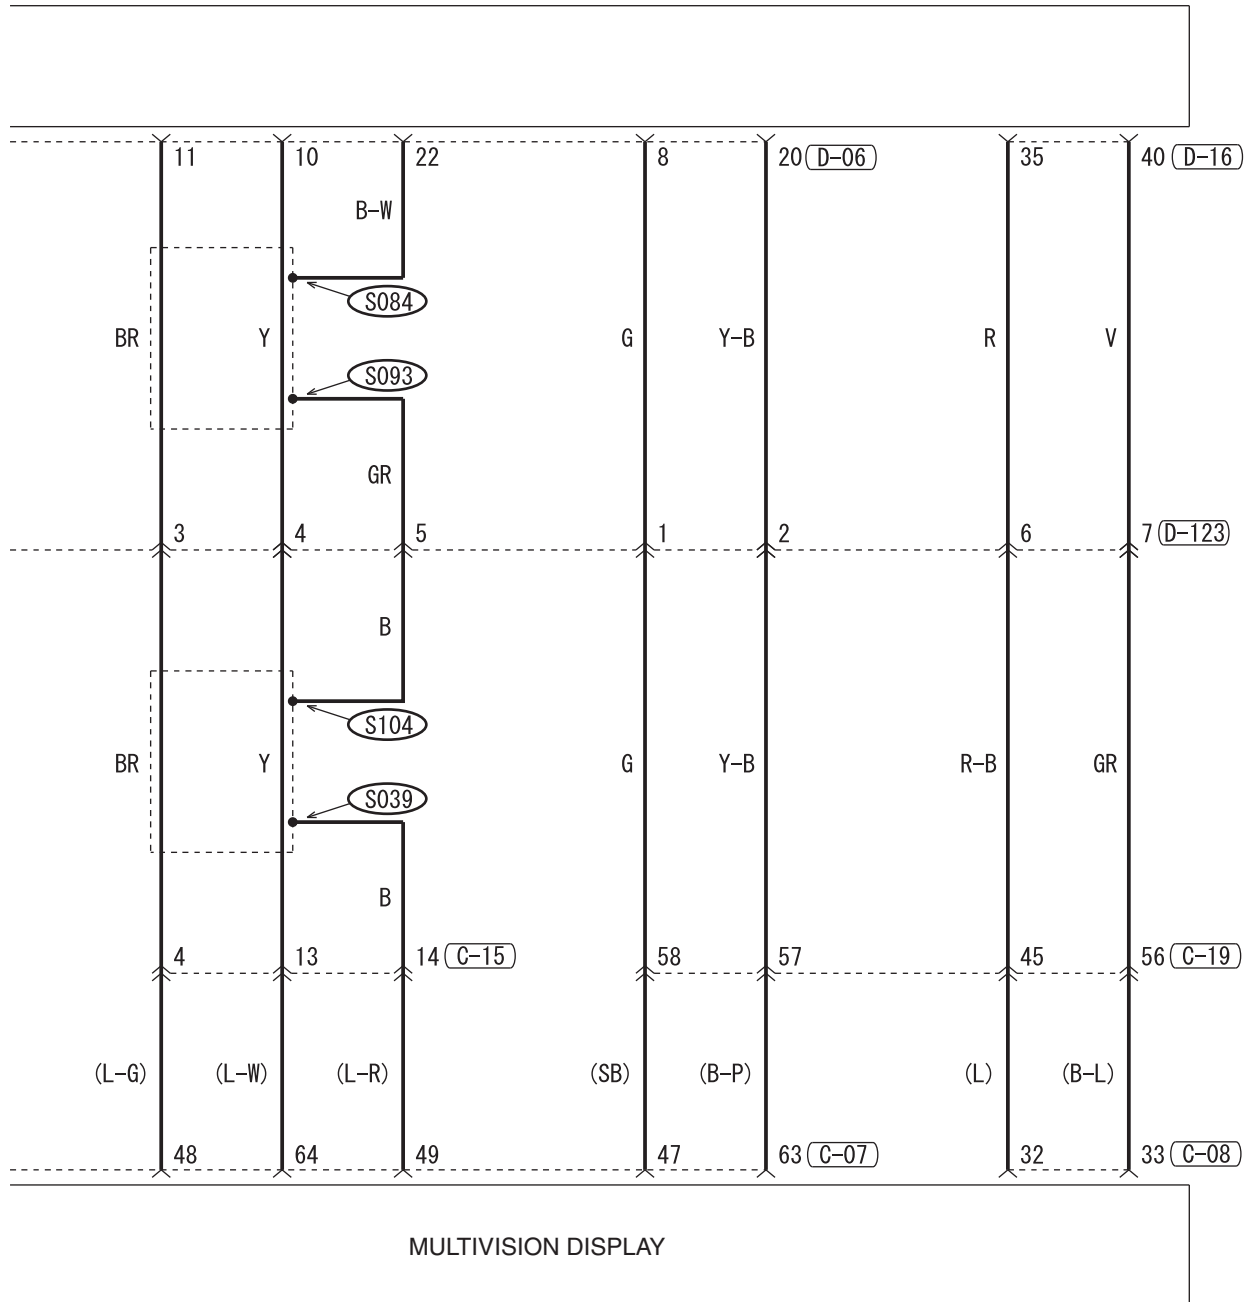 11 10 22 8 20 D-06 35 40 D-16
B-W
S084
BR Y G Y-B R V
S093
GR
3 4 5 1 2 6 7 D-123
B
S104
BR Y G Y-B R-B GR
S039
B
4 13 14 C-15 58 57 45 56 C-19
(L-G) (L-W) (L-R) (SB) (B-P) (L) (B-L)
48 64 49 47 63 C-07 32 33 C-08
MULTIVISION DISPLAY